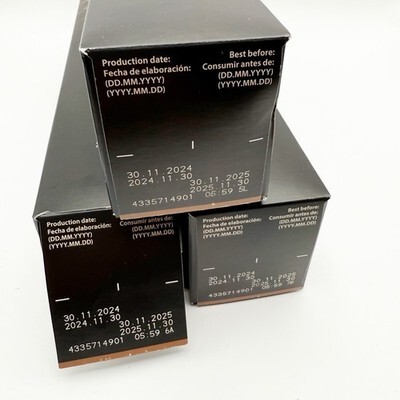 Production date:
Best before:
Fecha de elaboración:
Consumir antes de:
(DD.MM.YYYY)
(DD.MM.YYYY)
(YYYY.MM.DD)
(YYYY.MM.DD)
30.11.2024
2024.11.30
30.11.2025
2025.11.30
4335714901 05:59 5L
Production date:
Best before:
Fecha de elaboración:
Consumir antes de:
(DD.MM.YYYY)
(DD.MM.YYYY)
(YYYY.MM.DD)
(YYYY.MM.DD)
30.11.2024
2024.11.30
30.11.2025
2025.11.30
4335714901 05:59 6A
Production date:
Best before:
Fecha de elaboración:
Consumir antes de:
(DD.MM.YYYY)
(DD.MM.YYYY)
(YYYY.MM.DD)
(YYYY.MM.DD)
30.11.2024
2024.11.30
30.11.2025
2025.11.30
4335714901